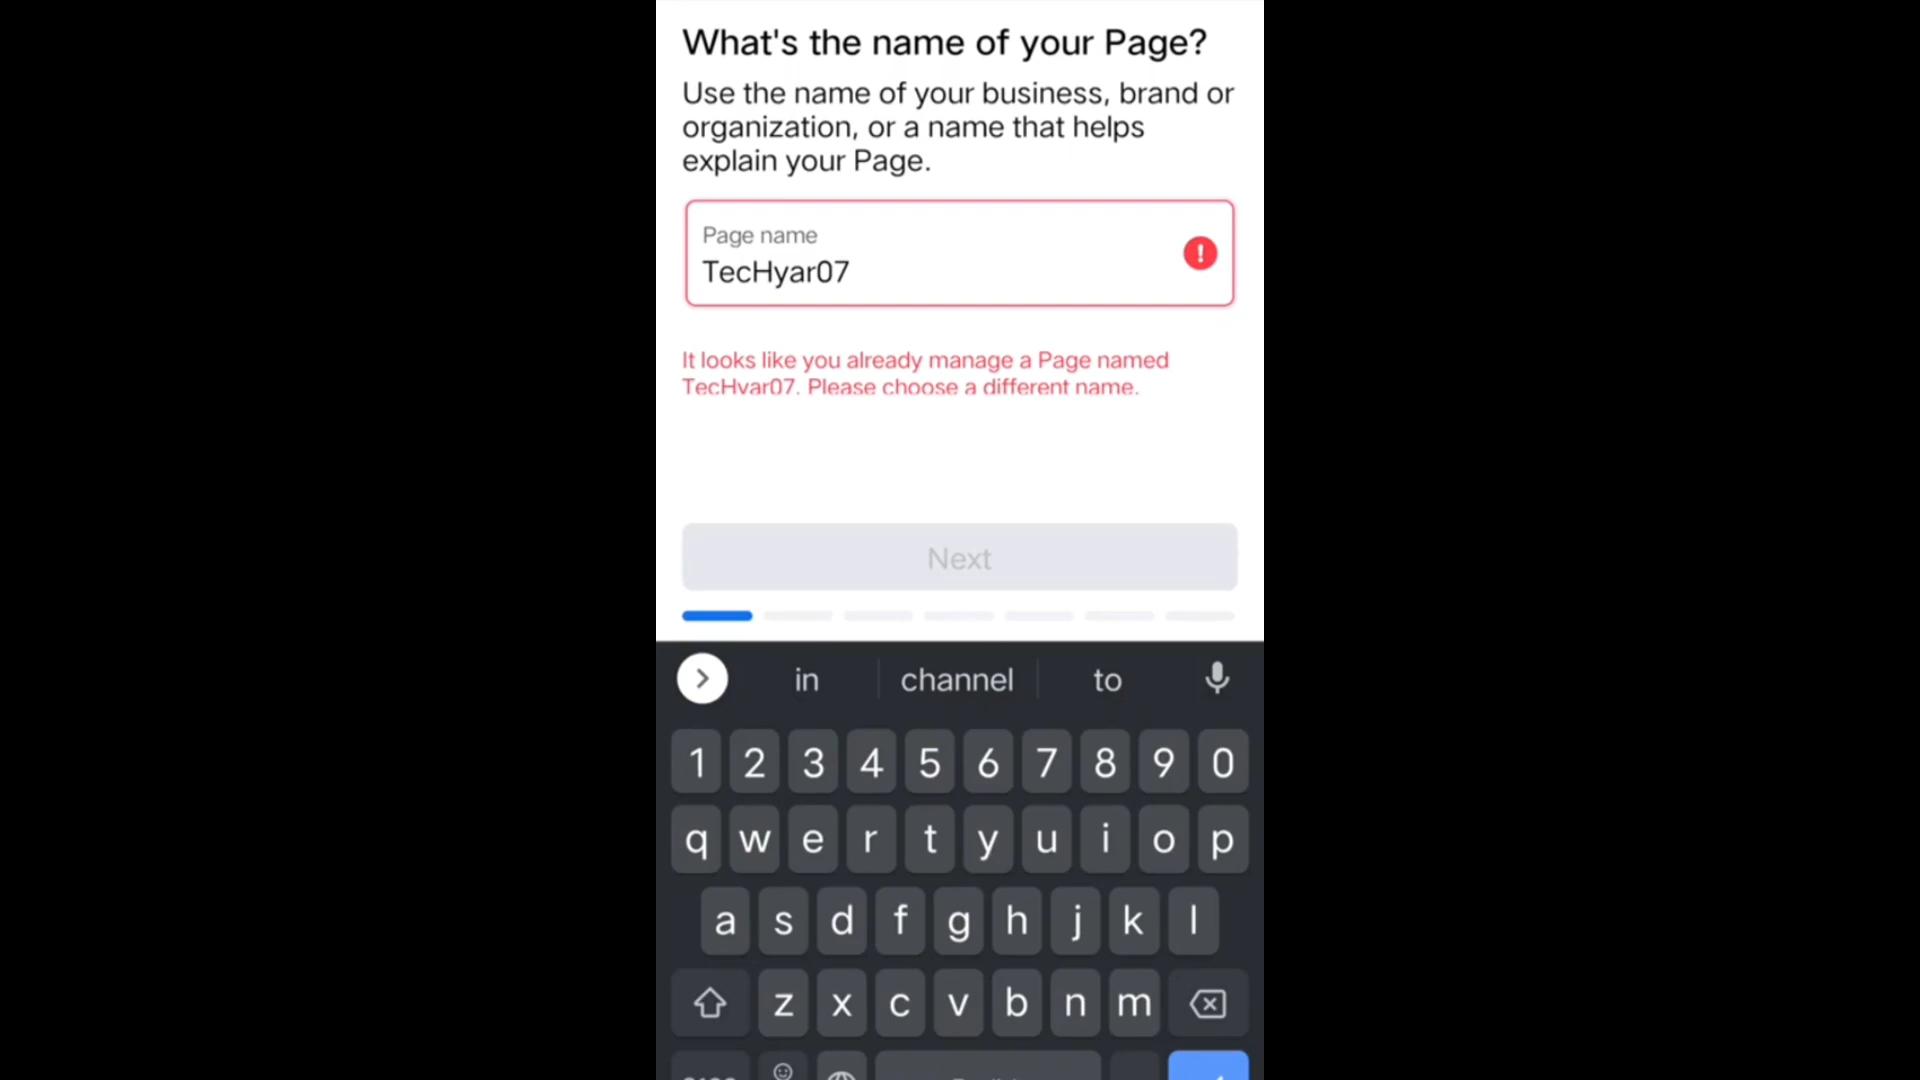 What's the name of your Page?
Use the name of your business, brand or
organization, or a name that helps
explain your Page.
Page name
TecHyar07
It looks like you already manage a Page named
TecHyar07. Please choose a different name.
Next
in channel to
1 2 3 4 5 6 7 8 9 0
q w e r t y u i o p
a s d f g h j k l
z x c v b n m